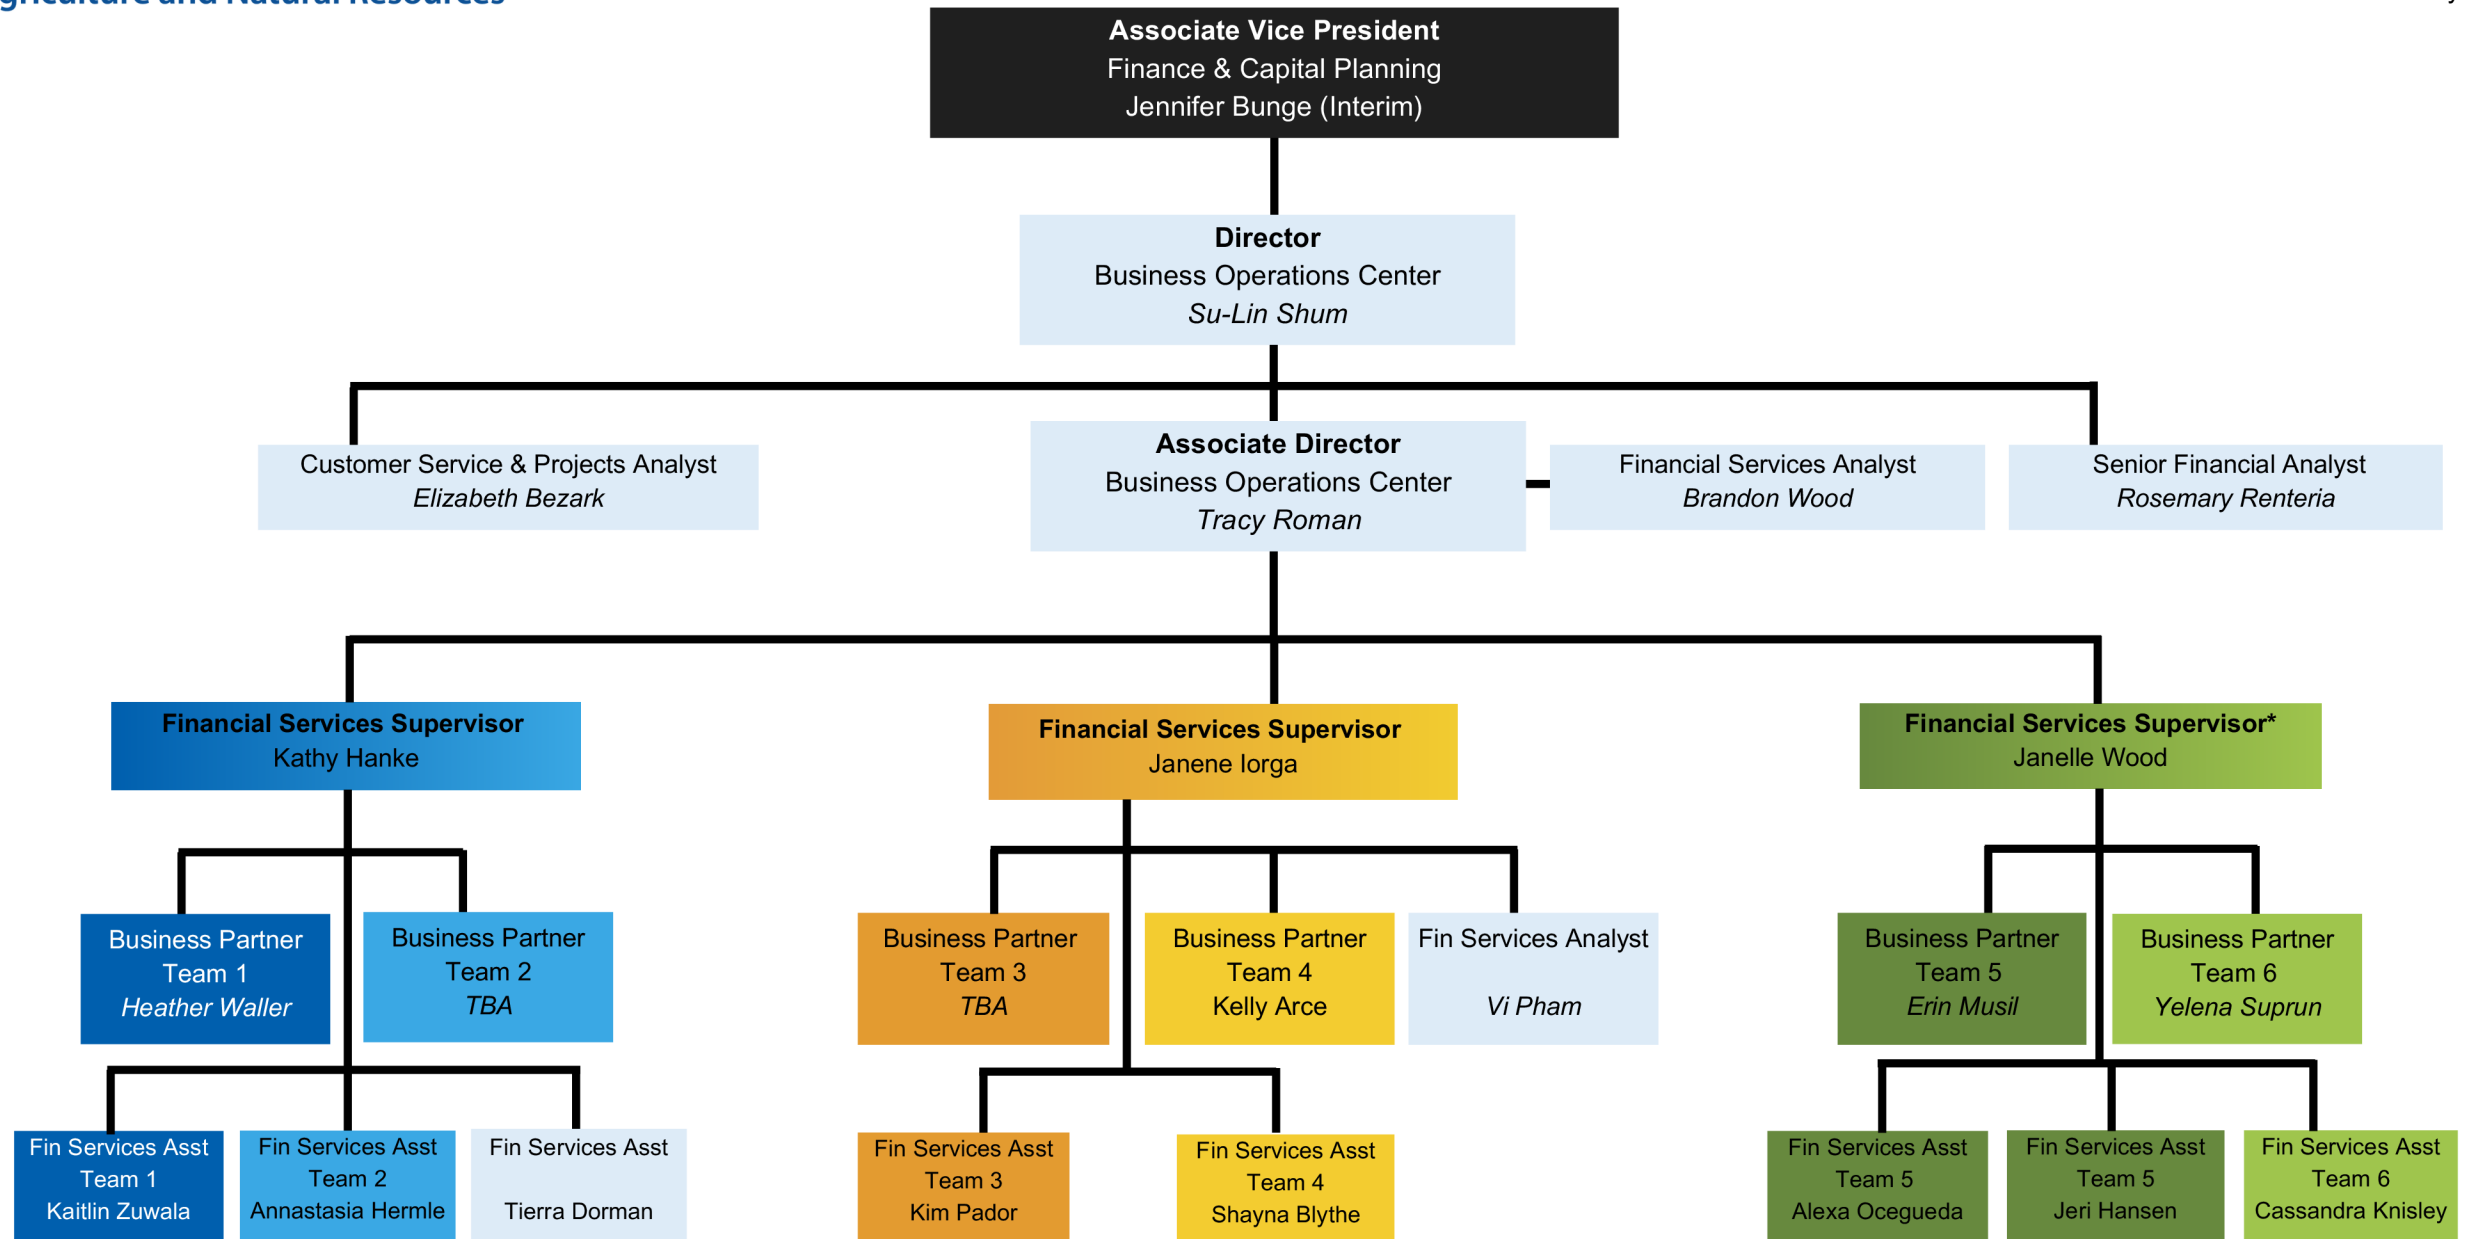 griculture and Natural Resources
Associate Vice President
Finance & Capital Planning
Jennifer Bunge (Interim)
Director
Business Operations Center
Su-Lin Shum
Customer Service & Projects Analyst
Elizabeth Bezark
Associate Director
Business Operations Center
Tracy Roman
Financial Services Analyst
Brandon Wood
Senior Financial Analyst
Rosemary Renteria
Financial Services Supervisor
Kathy Hanke
Financial Services Supervisor
Janene Iorga
Financial Services Supervisor*
Janelle Wood
Business Partner
Team 1
Heather Waller
Business Partner
Team 2
TBA
Business Partner
Team 3
TBA
Business Partner
Team 4
Kelly Arce
Fin Services Analyst
Vi Pham
Business Partner
Team 5
Erin Musil
Business Partner
Team 6
Yelena Suprun
Fin Services Asst
Team 1
Kaitlin Zuwala
Fin Services Asst
Team 2
Annastasia Hermle
Fin Services Asst
Tierra Dorman
Fin Services Asst
Team 3
Kim Pador
Fin Services Asst
Team 4
Shayna Blythe
Fin Services Asst
Team 5
Alexa Ocegueda
Fin Services Asst
Team 5
Jeri Hansen
Fin Services Asst
Team 6
Cassandra Knisley